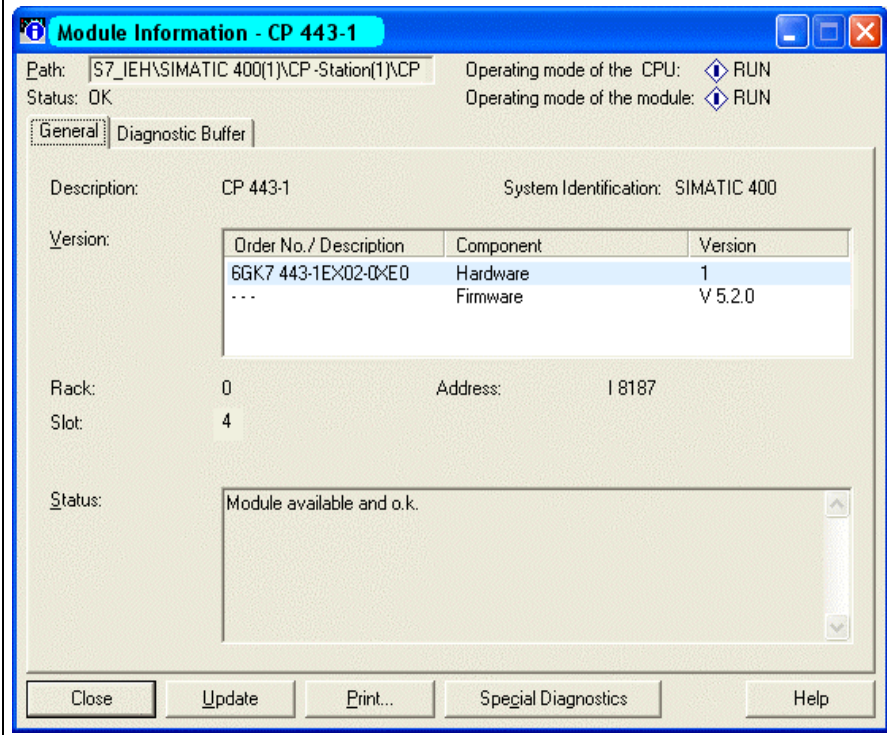 Module Information - CP 443-1
Path: S7_IEH\SIMATIC 400(1)\CP -Station(1)\CP Operating mode of the CPU: RUN
Status: OK Operating mode of the module: RUN
General Diagnostic Buffer
Description: CP 443-1 System Identification: SIMATIC 400
Version: Order No./ Description Component Version
6GK7 443-1EX02-0XE0 Hardware 1
- - - Firmware V 5.2.0
Rack: 0 Address: I 8187
Slot: 4
Status: Module available and o.k.
Close Update Print... Special Diagnostics Help